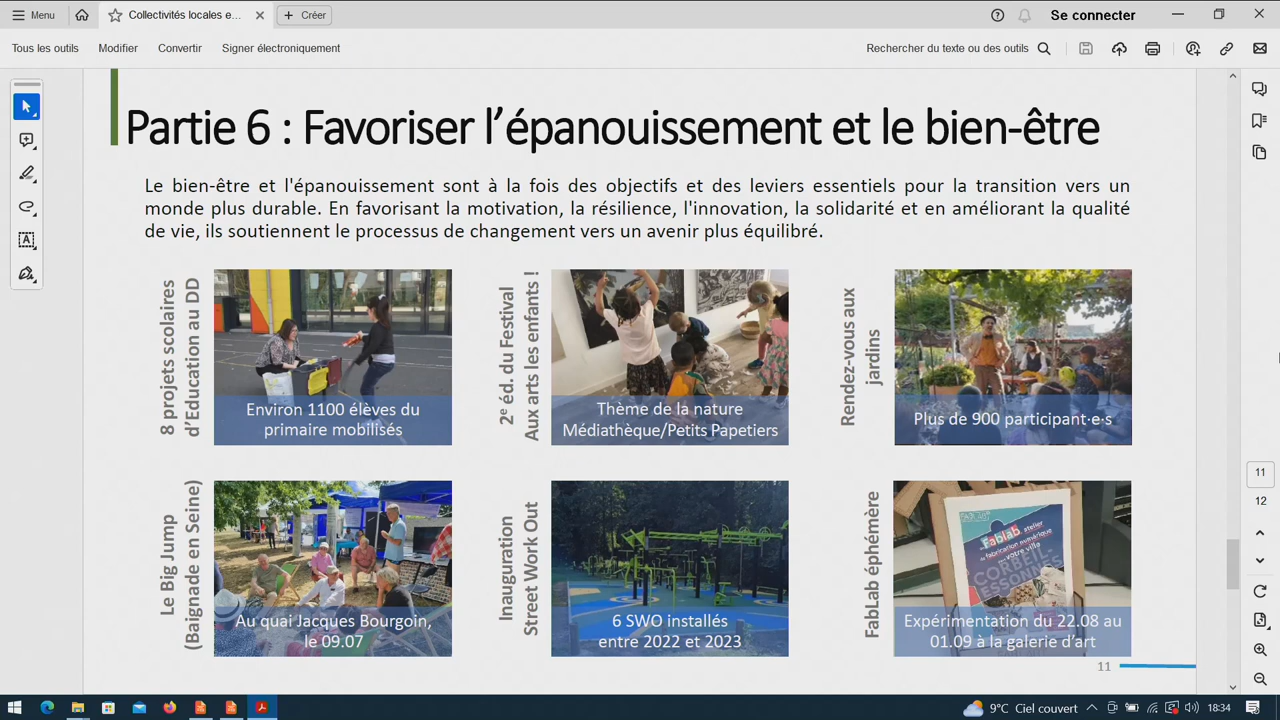 Menu
Collectivités locales e...
Créer
Se connecter
Tous les outils
Modifier
Convertir
Signer électroniquement
Rechercher du texte ou des outils
Partie 6 : Favoriser l'épanouissement et le bien-être
Le bien-être et l'épanouissement sont à la fois des objectifs et des leviers essentiels pour la transition vers un
monde plus durable. En favorisant la motivation, la résilience, l'innovation, la solidarité et en améliorant la qualité
de vie, ils soutiennent le processus de changement vers un avenir plus équilibré.
8 projets scolaires
d'Education au DD
Environ 1100 élèves du
primaire mobilisés
2e éd. du Festival
Aux arts les enfants !
Thème de la nature
Médiathèque/Petits Papetiers
Rendez-vous aux
jardins
Plus de 900 participant·e·s
Le Big Jump
(Baignade en Seine)
Au quai Jacques Bourgoin,
le 09.07
Inauguration
Street Work Out
6 SWO installés
entre 2022 et 2023
FabLab éphémère
Fablab atelier
de fabrication numérique
votre ville
CORBEIL
ESSONNES
Expérimentation du 22.08 au
01.09 à la galerie d'art
11
11
12
9°C Ciel couvert
18:34